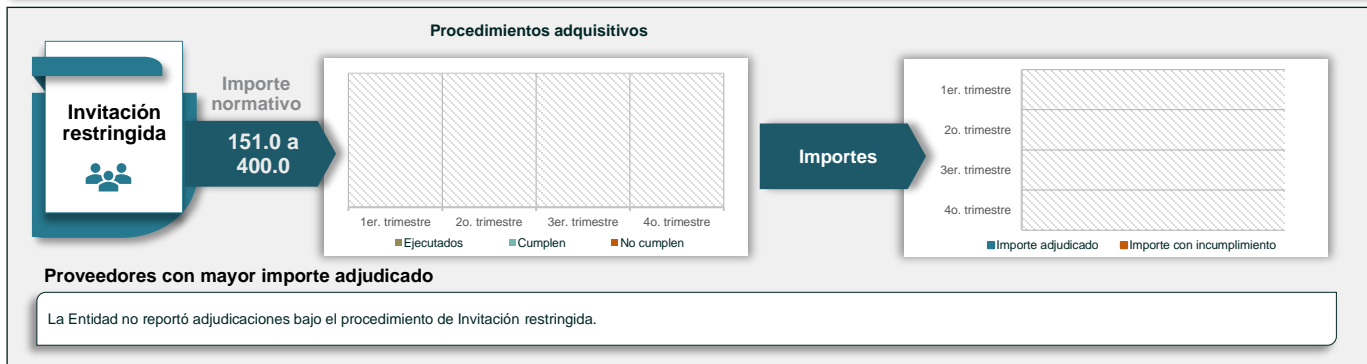 Procedimientos adquisitivos
Invitación
restringida
Importe
normativo
151.0 a
400.0
1er. trimestre
2o. trimestre
3er. trimestre
4o. trimestre
Ejecutados
Cumplen
No cumplen
Importes
1er. trimestre
2o. trimestre
3er. trimestre
4o. trimestre
Importe adjudicado
Importe con incumplimiento
Proveedores con mayor importe adjudicado
La Entidad no reportó adjudicaciones bajo el procedimiento de Invitación restringida.